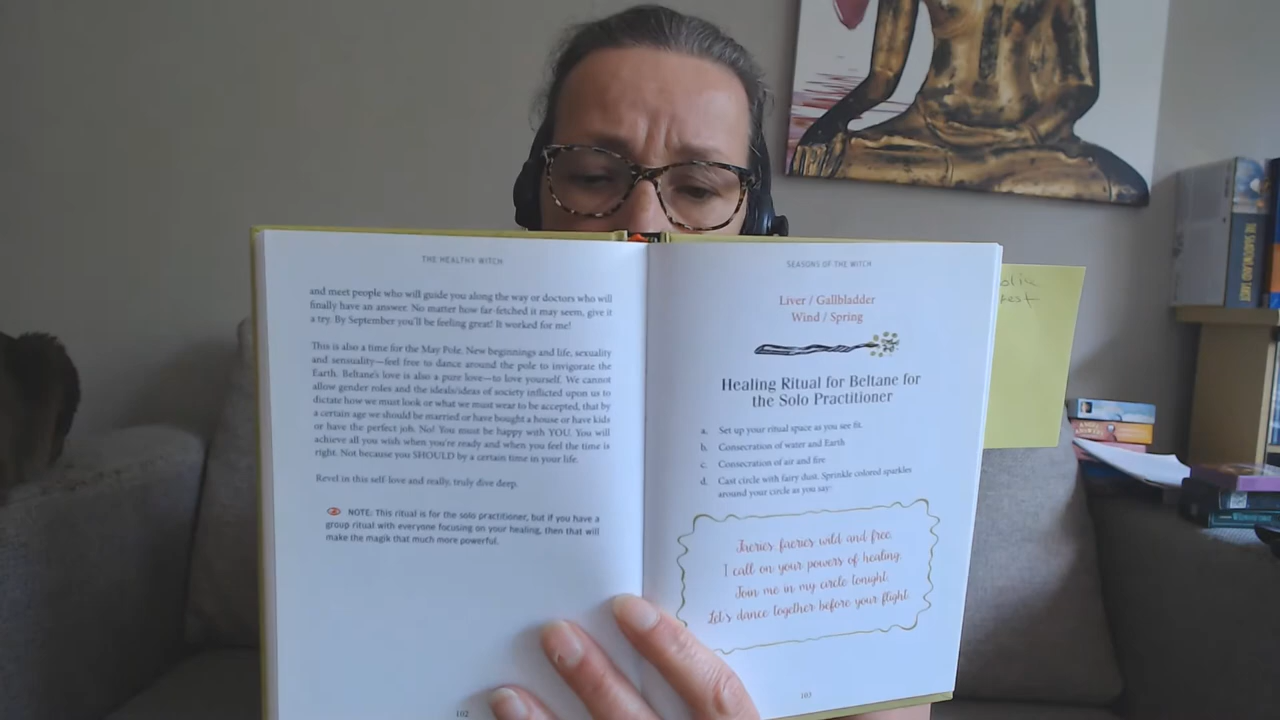 THE HEALTHY WITCH
and meet people who will guide you along the way or doctors who will
finally have an answer. No matter how far-fetched it may seem, give it
a try. By September you'll be feeling great! It worked for me!
This is also a time for the May Pole. New beginnings and life, sexuality
and sensuality—feel free to dance around the pole to invigorate the
Earth. Beltane's love is also a pure love—to love yourself. We cannot
allow gender roles and the ideals/ideas of society inflicted upon us to
dictate how we must look or what we must wear to be accepted, that by
a certain age we should be married or have bought a house or have kids
or have the perfect job. No! You must be happy with YOU. You will
achieve all you wish when you're ready and when you feel the time is
right. Not because you SHOULD by a certain time in your life.
Revel in this self-love and really, truly dive deep.
NOTE: This ritual is for the solo practitioner, but if you have a
group ritual with everyone focusing on your healing, then that will
make the magik that much more powerful.
102
SEASONS OF THE WITCH
Liver / Gallbladder
Wind / Spring
Healing Ritual for Beltane for
the Solo Practitioner
a. Set up your ritual space as you see fit.
b. Consecration of water and Earth
c. Consecration of air and fire
d. Cast circle with fairy dust. Sprinkle colored sparkles
around your circle as you say:
Faeries, faeries wild and free,
I call on your powers of healing.
Join me in my circle tonight.
Let's dance together before your flight.
103